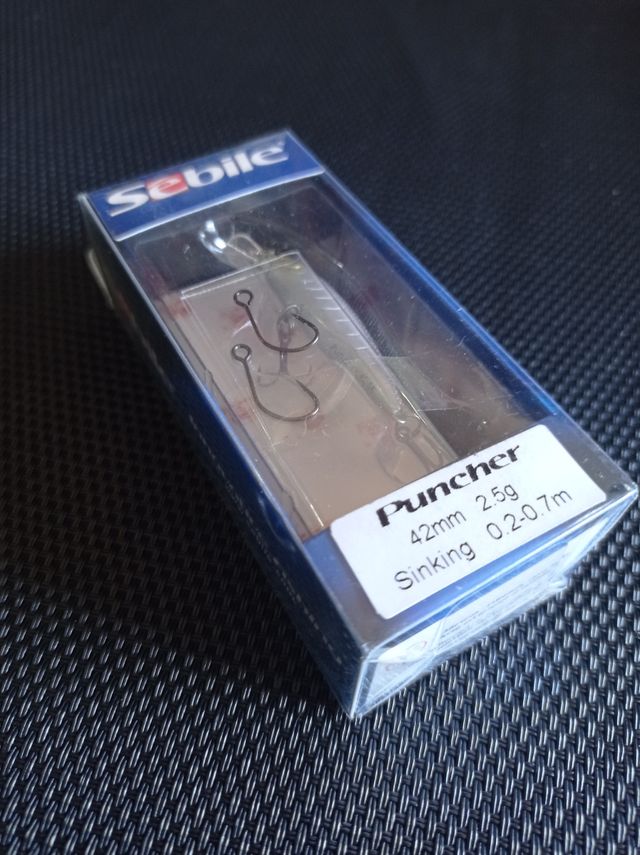 Sebile
Puncher
42mm 2.5g
Sinking 0.2-0.7m